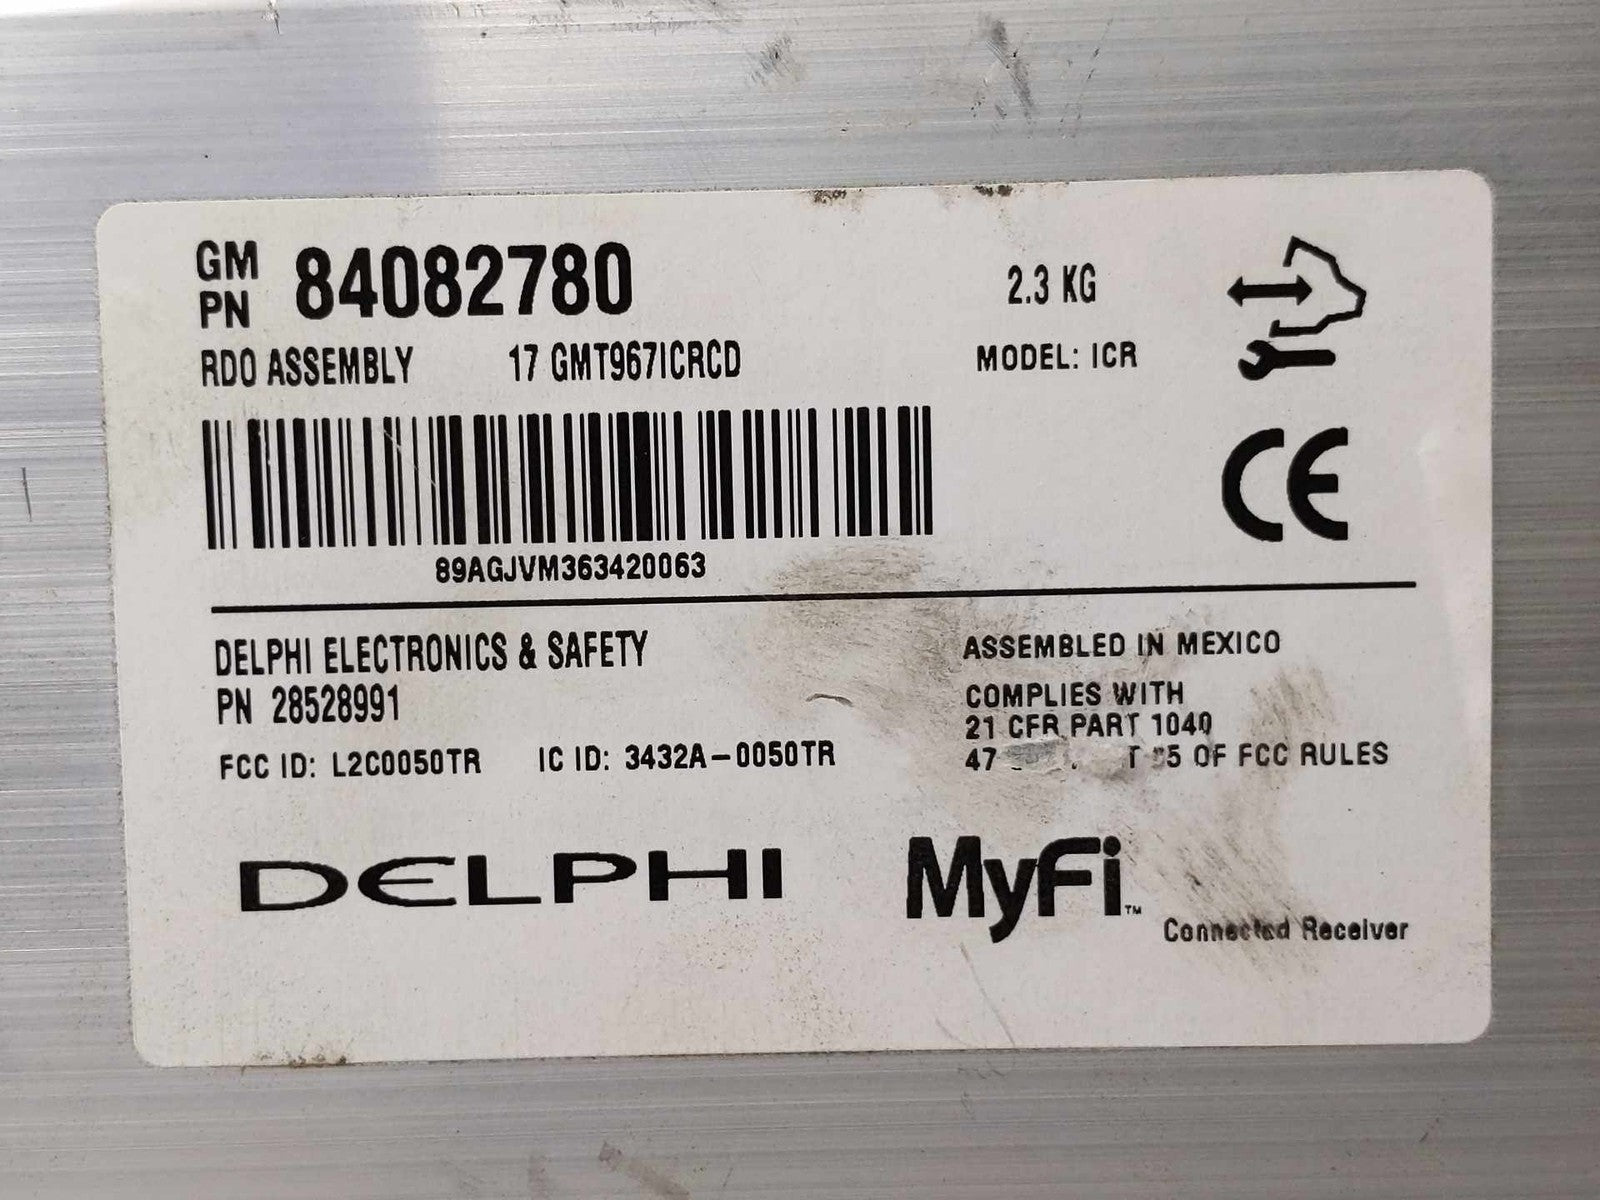 GM PN 84082780
2.3 KG
RDO ASSEMBLY 17 GMT967ICRCD
MODEL: ICR
CE
89AGJVM363420063
DELPHI ELECTRONICS & SAFETY
PN 28528991
FCC ID: L2C0050TR IC ID: 3432A-0050TR
ASSEMBLED IN MEXICO
COMPLIES WITH
21 CFR PART 1040
47 OF FCC RULES
DELPHI
MyFi™
Connected Receiver